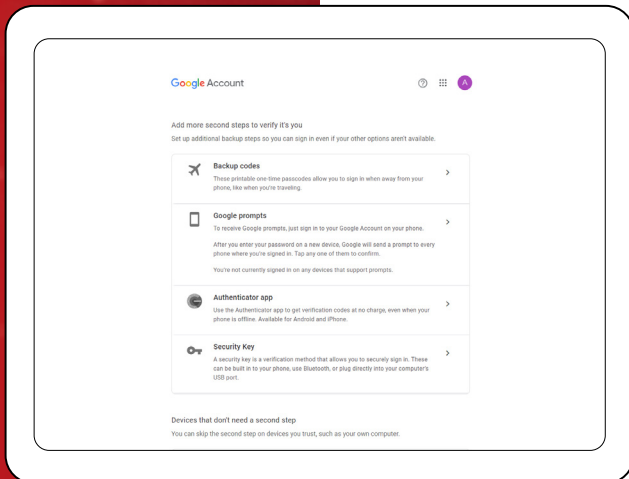 Google Account
A
Add more second steps to verify it's you
Set up additional backup steps so you can sign in even if your other options aren't available.
Backup codes
These printable one-time passcodes allow you to sign in when away from your
phone, like when you're traveling.
Google prompts
To receive Google prompts, just sign in to your Google Account on your phone.
After you enter your password on a new device, Google will send a prompt to every
phone where you're signed in. Tap any one of them to confirm.
You're not currently signed in on any devices that support prompts.
Authenticator app
Use the Authenticator app to get verification codes at no charge, even when your
phone is offline. Available for Android and iPhone.
Security Key
A security key is a verification method that allows you to securely sign in. These
can be built in to your phone, use Bluetooth, or plug directly into your computer's
USB port.
Devices that don't need a second step
You can skip the second step on devices you trust, such as your own computer.